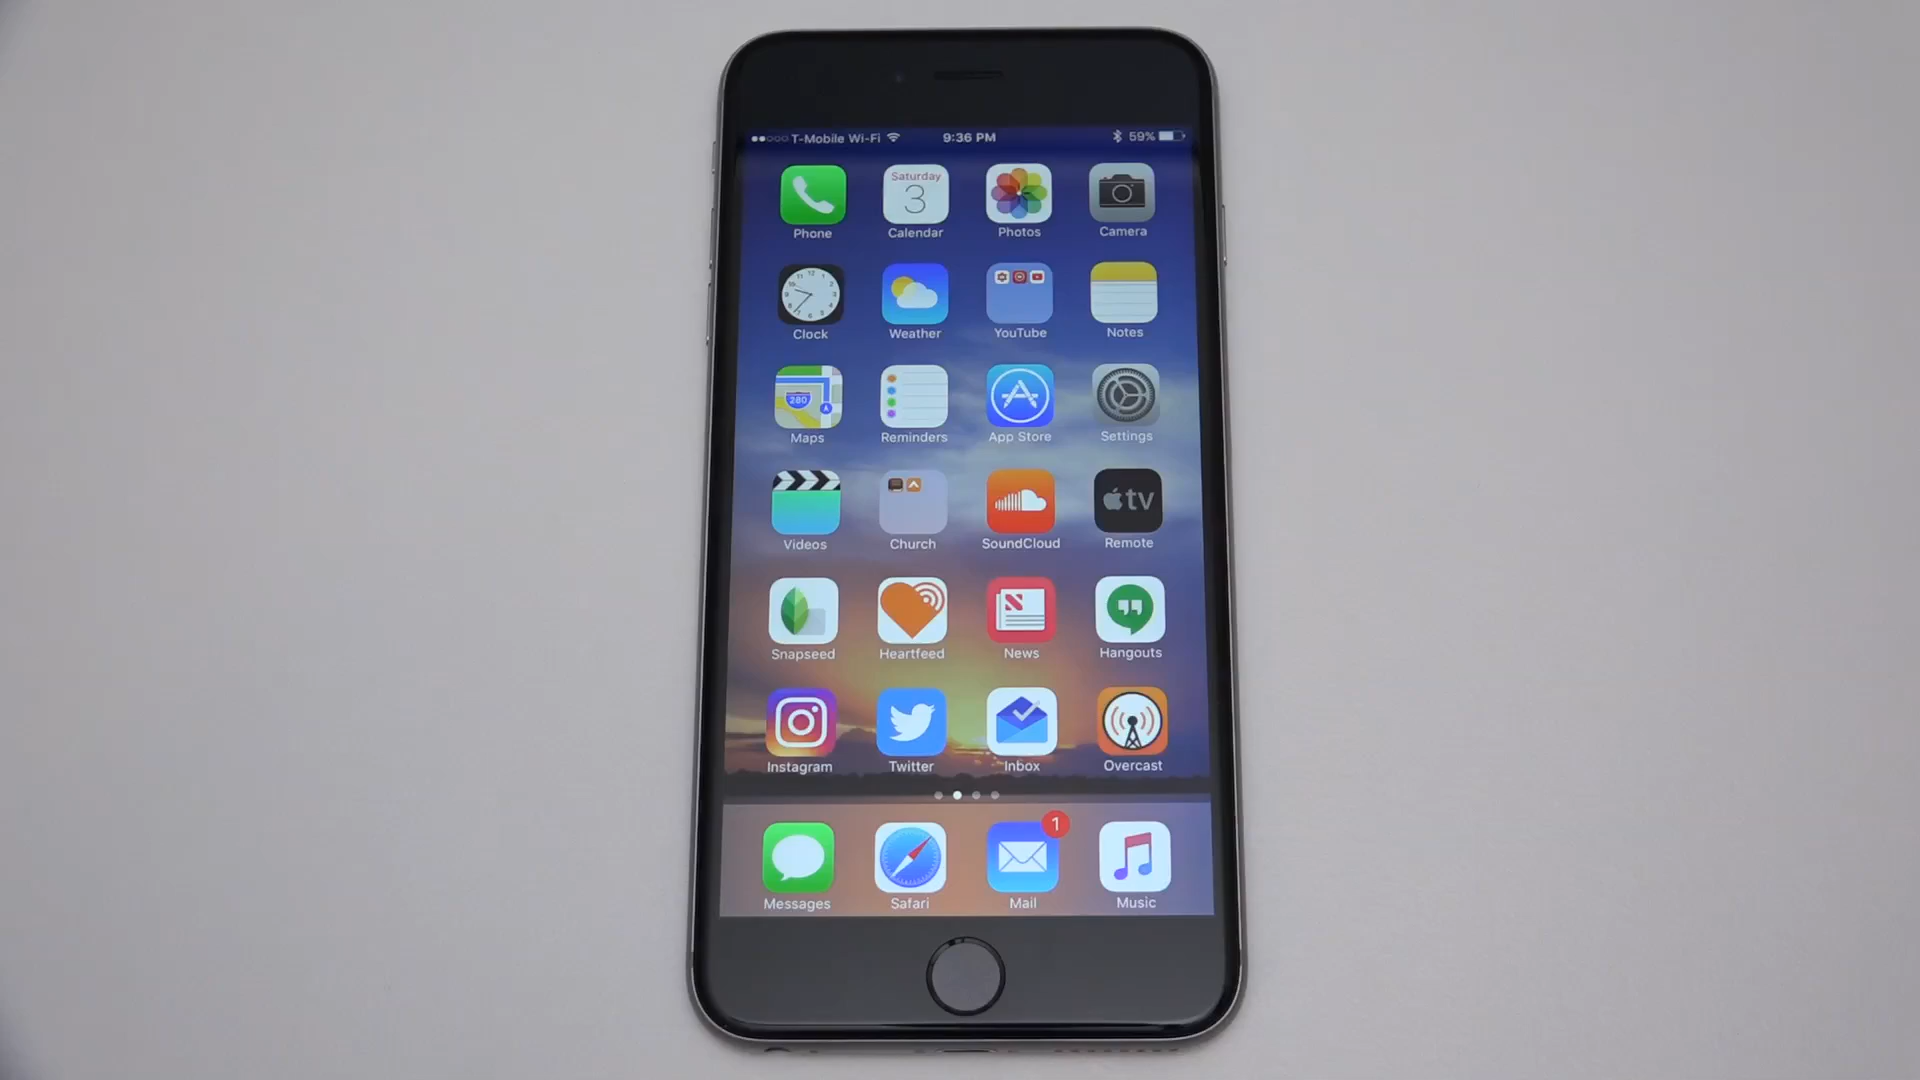 T-Mobile Wi-Fi 9:36 PM 59%
Saturday
3
Phone Calendar Photos Camera
Clock Weather YouTube Notes
280
Maps Reminders App Store Settings
tv
Videos Church SoundCloud Remote
Snapseed Heartfeed News Hangouts
Instagram Twitter Inbox Overcast
1
Messages Safari Mail Music